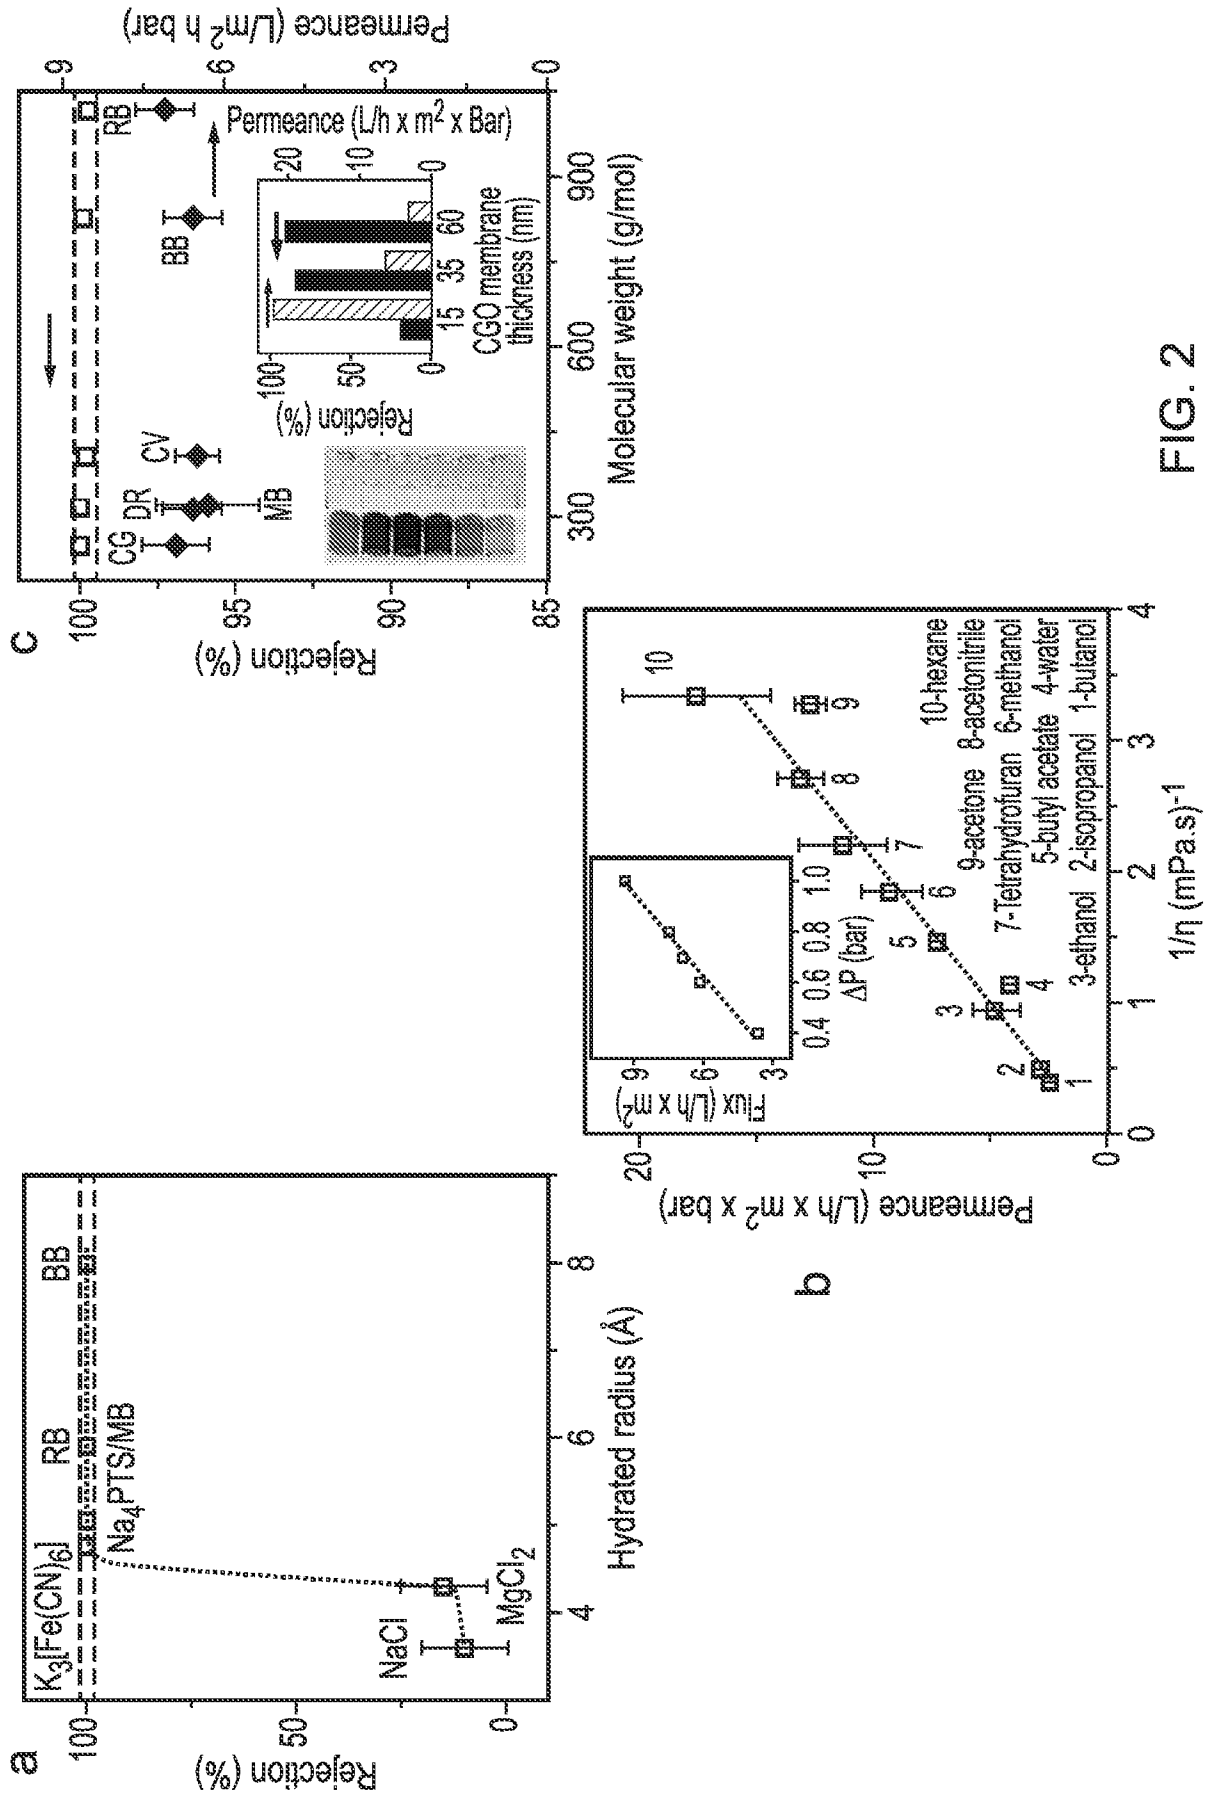 a
Rejection (%)
100
50
0
K3[Fe(CN)6]
RB
BB
Na4PTS/MB
NaCl
MgCl2
4
6
8
Hydrated radius (Å)
b
Permeance (L/h x m2 x bar)
20
10
0
Flux (L/h x m2)
9
6
3
0.4
0.6
0.8
1.0
ΔP (bar)
1
2
3
4
5
6
7
8
9
10
10-hexane
9-acetone 8-acetonitrile
7-Tetrahydrofuran 6-methanol
5-butyl acetate 4-water
3-ethanol 2-isopropanol 1-butanol
0
1
2
3
4
1/η (mPa.s)-1
c
Rejection (%)
100
95
90
85
CG
DR
MB
CV
BB
RB
Permeance (L/m2 h bar)
9
6
3
0
Rejection (%)
100
50
0
Permeance (L/h x m2 x Bar)
20
10
0
15
35
60
CGO membrane
thickness (nm)
300
600
900
Molecular weight (g/mol)
FIG. 2